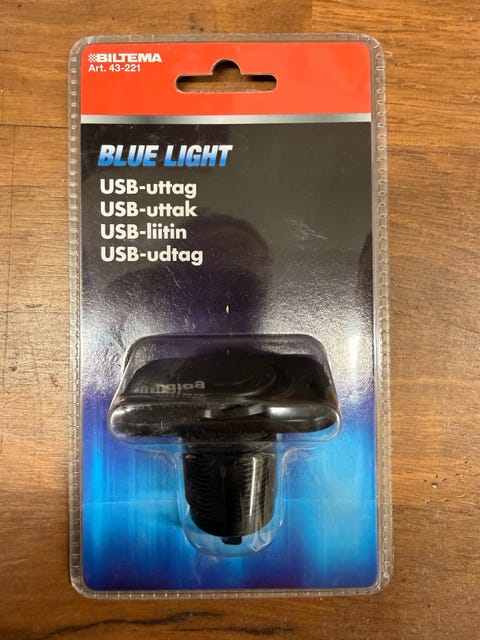 BILTEMA
Art. 43-221
BLUE LIGHT
USB-uttag
USB-uttak
USB-liitin
USB-udtag